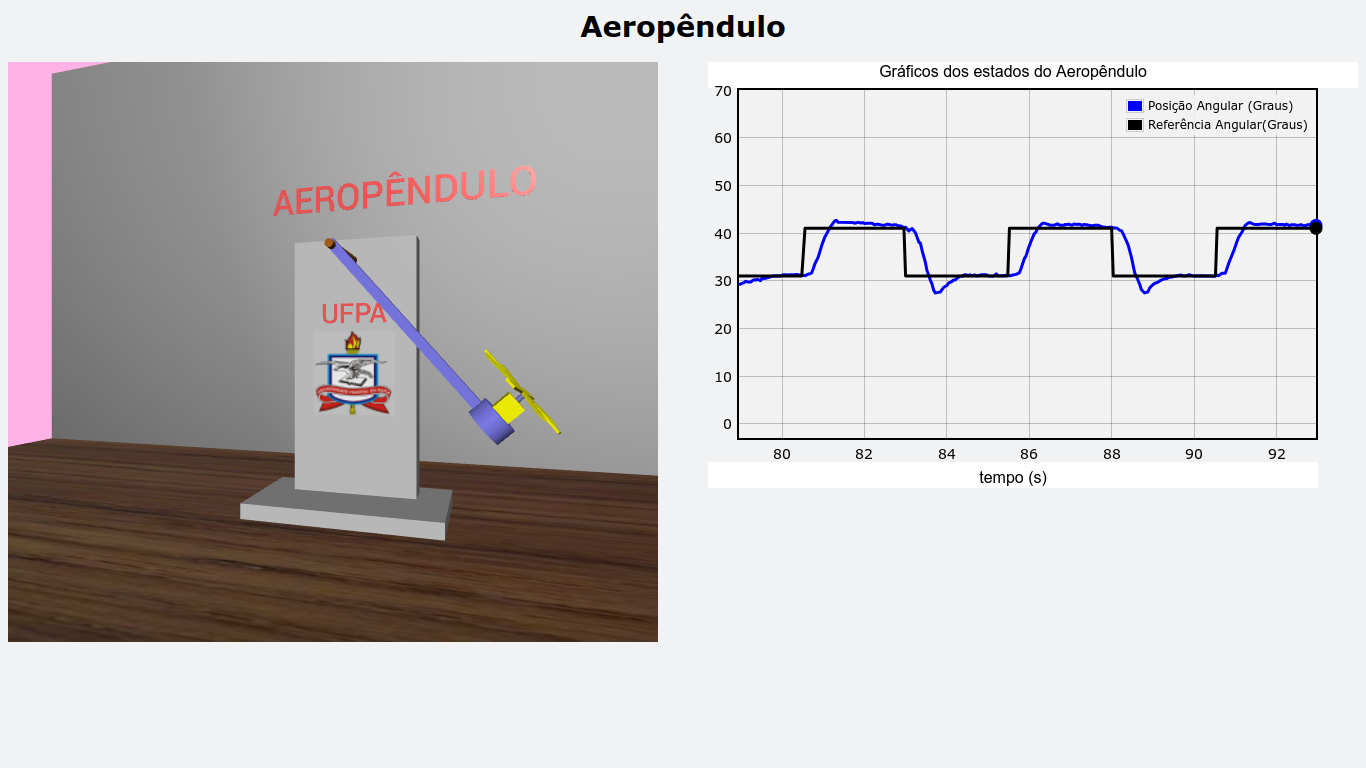 Aeropêndulo
AEROPÊNDULO
UFPA
Gráficos dos estados do Aeropêndulo
Posição Angular (Graus)
Referência Angular(Graus)
70
60
50
40
30
20
10
0
80 82 84 86 88 90 92
tempo (s)